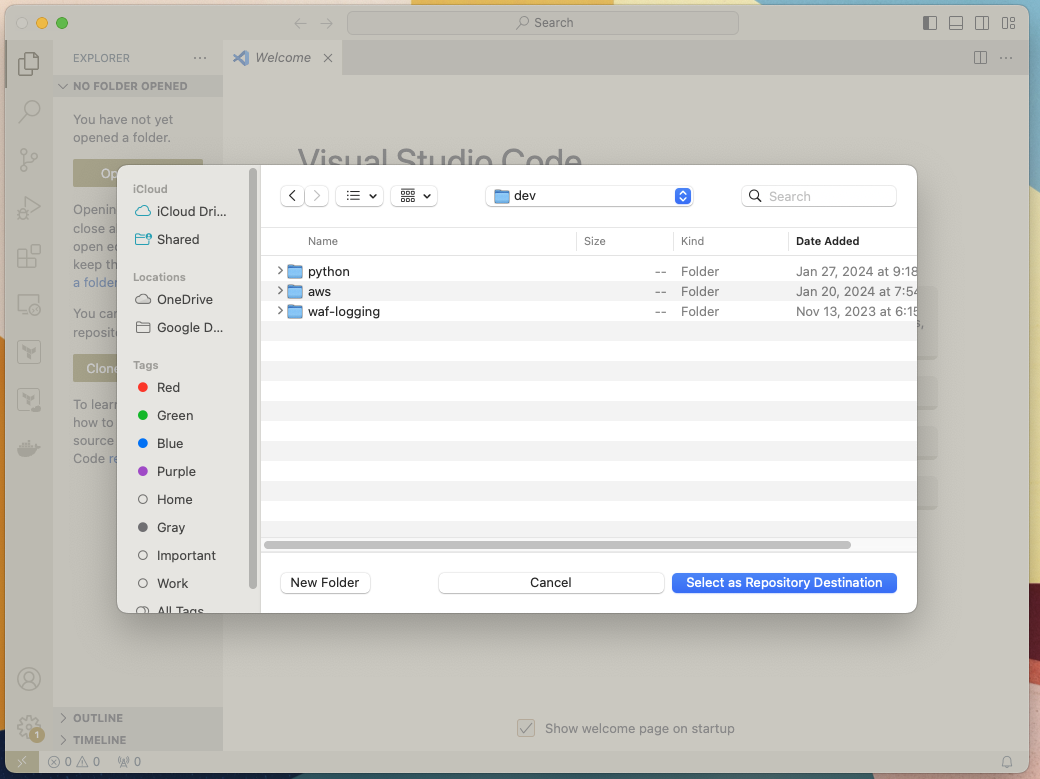 Search
EXPLORER
Welcome
NO FOLDER OPENED
You have not yet
opened a folder.
Op
Openin
close a
open ed
keep th
a folder
You can
reposito
Clone
To learn
how to
source
Code re
Visual Studio Code
iCloud
iCloud Dri...
Shared
Locations
OneDrive
Google D...
Tags
Red
Green
Blue
Purple
Home
Gray
Important
Work
All Tags
dev
Search
Name Size Kind Date Added
python -- Folder Jan 27, 2024 at 9:18
aws -- Folder Jan 20, 2024 at 7:54
waf-logging -- Folder Nov 13, 2023 at 6:15
New Folder Cancel Select as Repository Destination
OUTLINE
TIMELINE
Show welcome page on startup
1
0 0 0